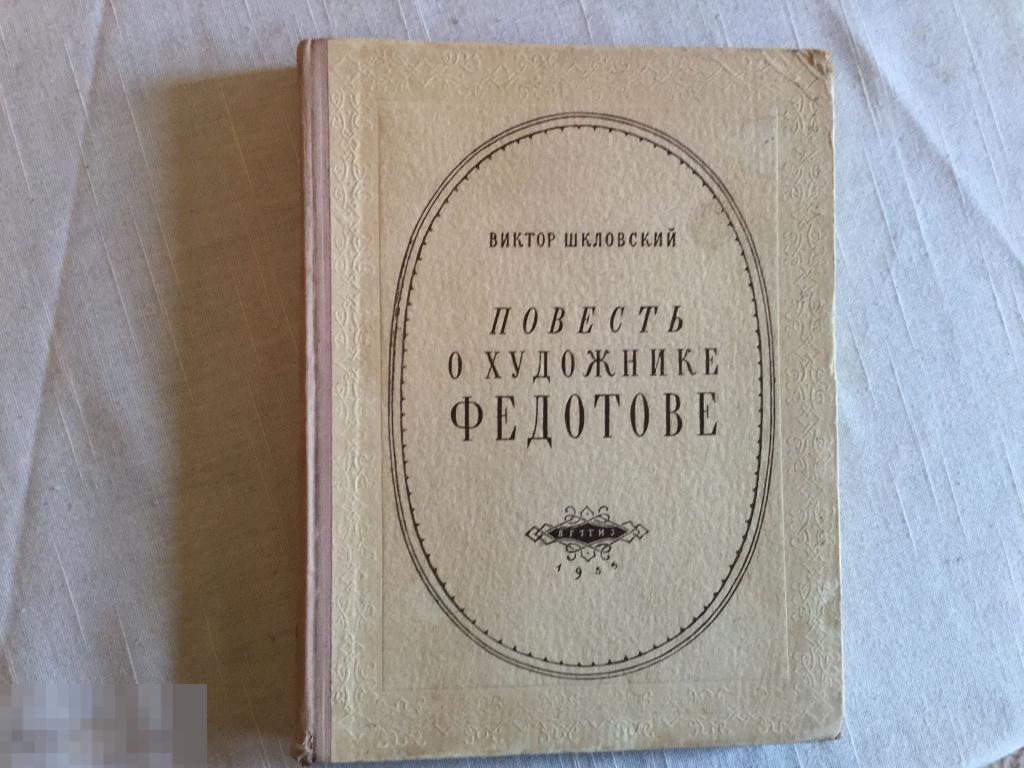 ВИКТОР ШКЛОВСКИЙ
ПОВЕСТЬ
О ХУДОЖНИКЕ
ФЕДОТОВЕ
ДЕТГИЗ
1955